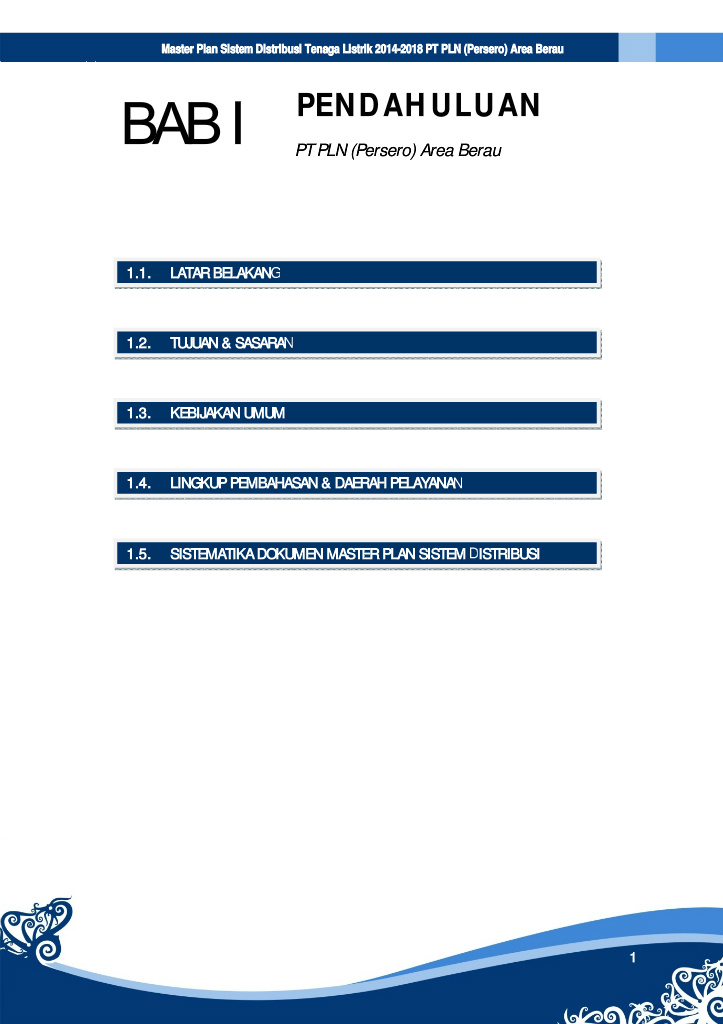 Master Plan Sistem Distribusi Tenaga Listrik 2014-2018 PT PLN (Persero) Area Berau
BAB I
PENDAHULUAN
PT PLN (Persero) Area Berau
1.1. LATAR BELAKANG
1.2. TUJUAN & SASARAN
1.3. KEBIJAKAN UMUM
1.4. LINGKUP PEMBAHASAN & DAERAH PELAYANAN
1.5. SISTEMATIKA DOKUMEN MASTER PLAN SISTEM DISTRIBUSI
1